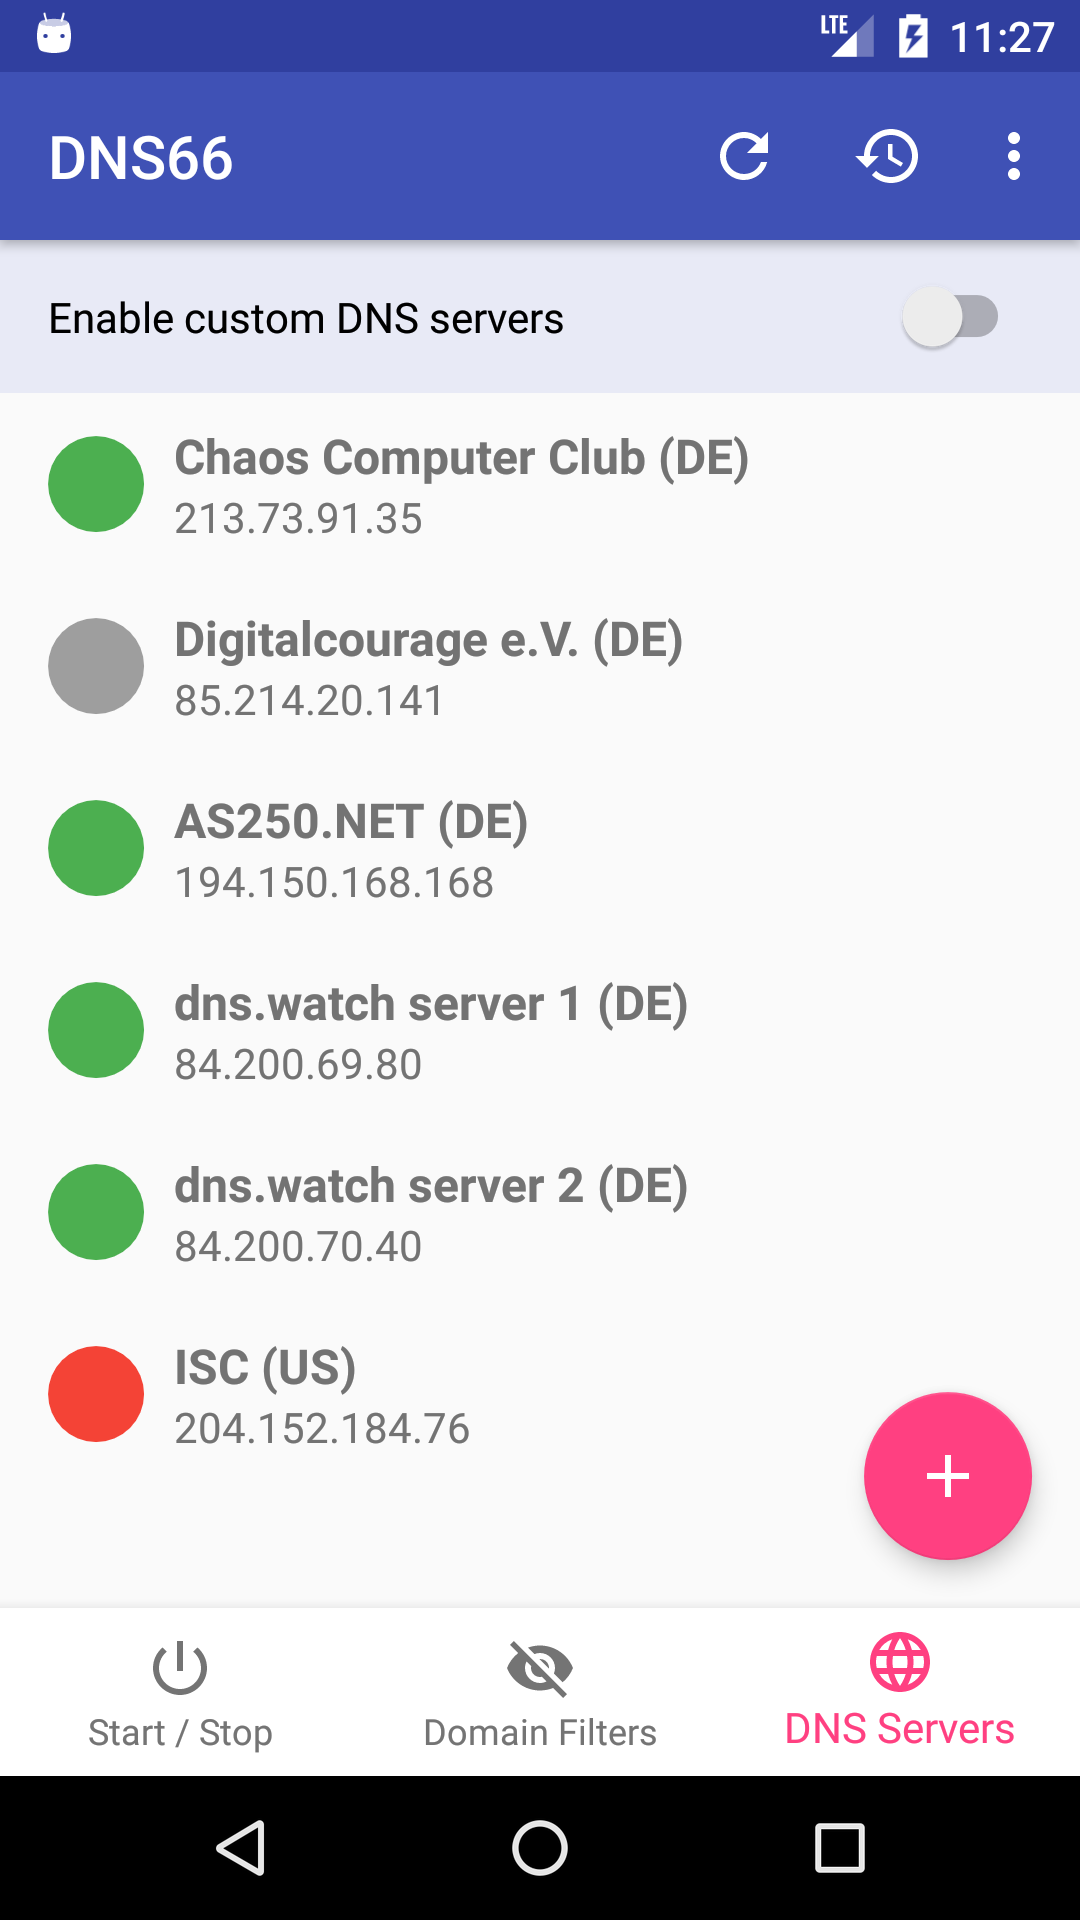 LTE 11:27
DNS66
Enable custom DNS servers
Chaos Computer Club (DE)
213.73.91.35
Digitalcourage e.V. (DE)
85.214.20.141
AS250.NET (DE)
194.150.168.168
dns.watch server 1 (DE)
84.200.69.80
dns.watch server 2 (DE)
84.200.70.40
ISC (US)
204.152.184.76
Start / Stop
Domain Filters
DNS Servers